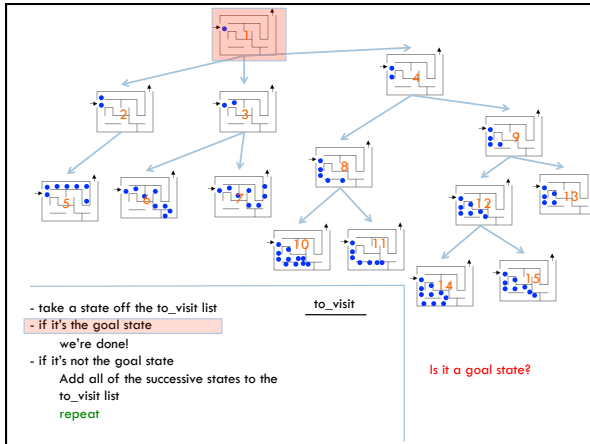 1
4
2
3
9
8
5
6
7
12
13
10
11
14
15
- take a state off the to_visit list
- if it's the goal state
we're done!
- if it's not the goal state
Add all of the successive states to the
to_visit list
repeat
to_visit
Is it a goal state?